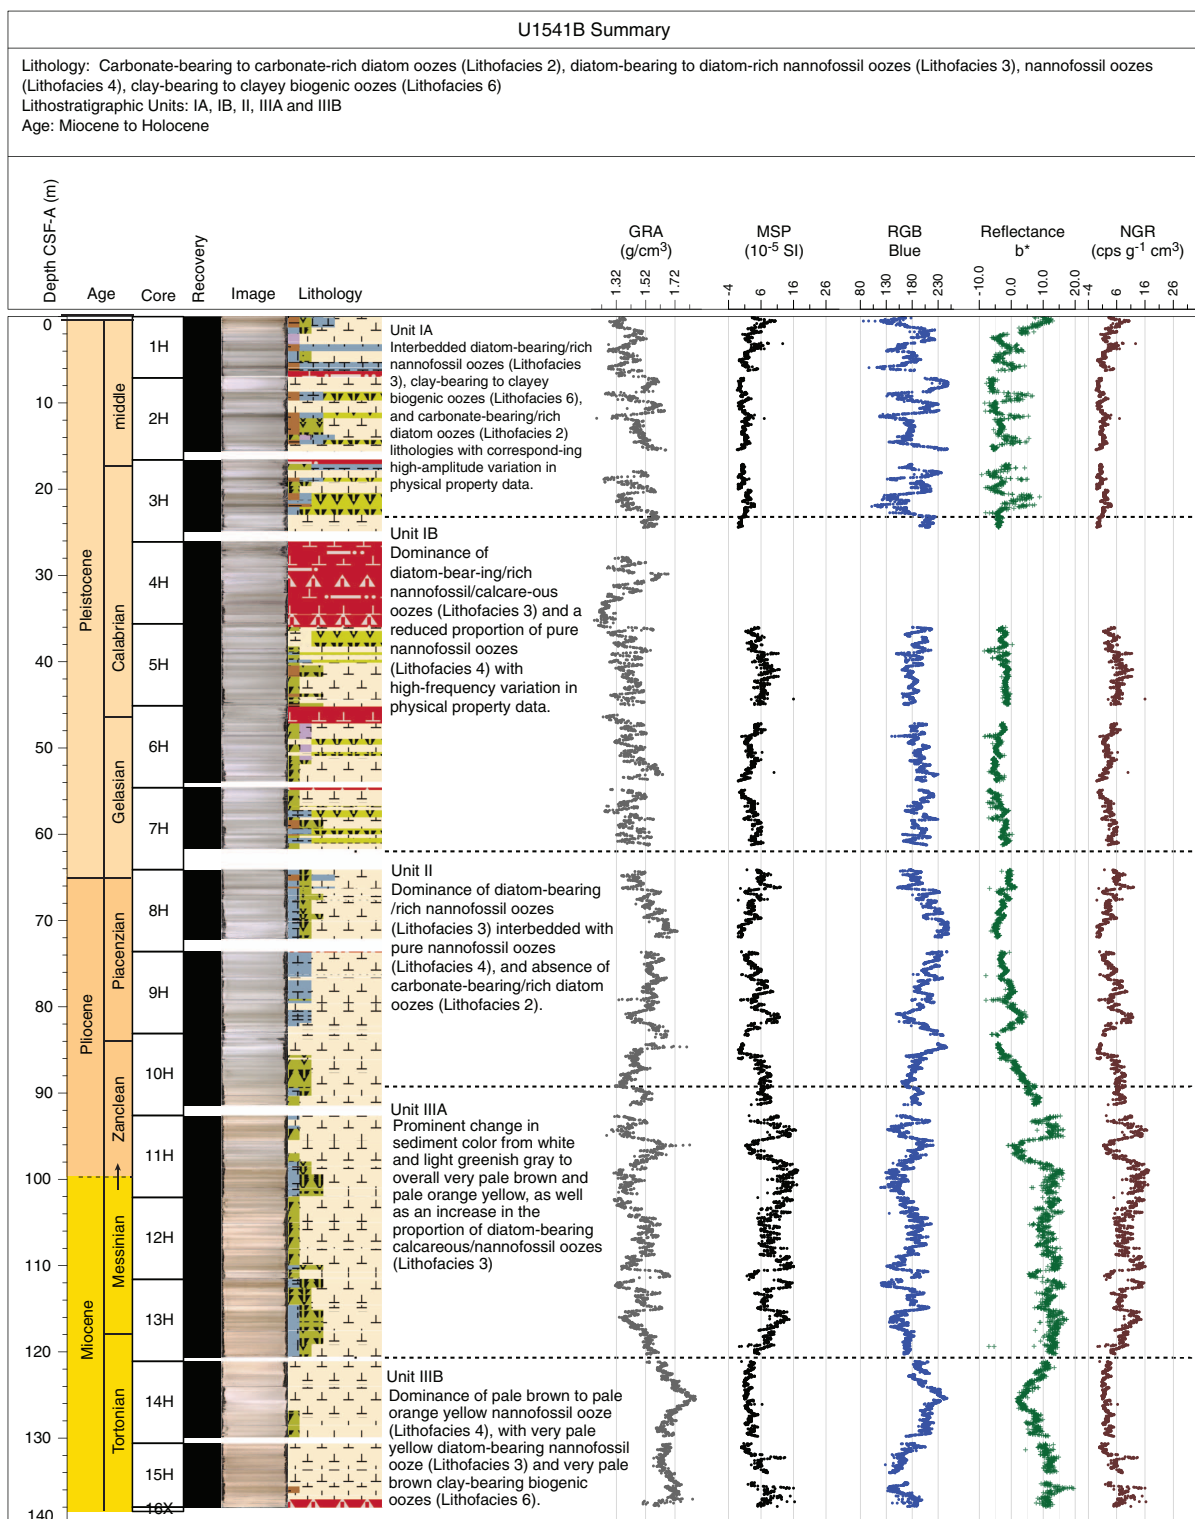 U1541B Summary
Lithology: Carbonate-bearing to carbonate-rich diatom oozes (Lithofacies 2), diatom-bearing to diatom-rich nannofossil oozes (Lithofacies 3), nannofossil oozes
(Lithofacies 4), clay-bearing to clayey biogenic oozes (Lithofacies 6)
Lithostratigraphic Units: IA, IB, II, IIIA and IIIB
Age: Miocene to Holocene
Depth CSF-A (m)
Age
Core
Recovery
Image
Lithology
GRA
(g/cm³)
1.32 1.52 1.72
MSP
(10⁻⁵ SI)
-4 6 16 26
RGB
Blue
80 130 180 230
Reflectance
b*
-10.0 0.0 10.0 20.0
NGR
(cps g⁻¹ cm³)
-4 6 16 26
0
10
20
30
40
50
60
70
80
90
100
110
120
130
140
Pleistocene
Pliocene
Miocene
middle
Calabrian
Gelasian
Piacenzian
Zanclean
Messinian
Tortonian
1H
2H
3H
4H
5H
6H
7H
8H
9H
10H
11H
12H
13H
14H
15H
16X
Unit IA
Interbedded diatom-bearing/rich
nannofossil oozes (Lithofacies
3), clay-bearing to clayey
biogenic oozes (Lithofacies 6),
and carbonate-bearing/rich
diatom oozes (Lithofacies 2)
lithologies with correspond-ing
high-amplitude variation in
physical property data.
Unit IB
Dominance of
diatom-bear-ing/rich
nannofossil/calcare-ous
oozes (Lithofacies 3) and a
reduced proportion of pure
nannofossil oozes
(Lithofacies 4) with
high-frequency variation in
physical property data.
Unit II
Dominance of diatom-bearing
/rich nannofossil oozes
(Lithofacies 3) interbedded with
pure nannofossil oozes
(Lithofacies 4), and absence of
carbonate-bearing/rich diatom
oozes (Lithofacies 2).
Unit IIIA
Prominent change in
sediment color from white
and light greenish gray to
overall very pale brown and
pale orange yellow, as well
as an increase in the
proportion of diatom-bearing
calcareous/nannofossil oozes
(Lithofacies 3)
Unit IIIB
Dominance of pale brown to pale
orange yellow nannofossil ooze
(Lithofacies 4), with very pale
yellow diatom-bearing nannofossil
ooze (Lithofacies 3) and very pale
brown clay-bearing biogenic
oozes (Lithofacies 6).